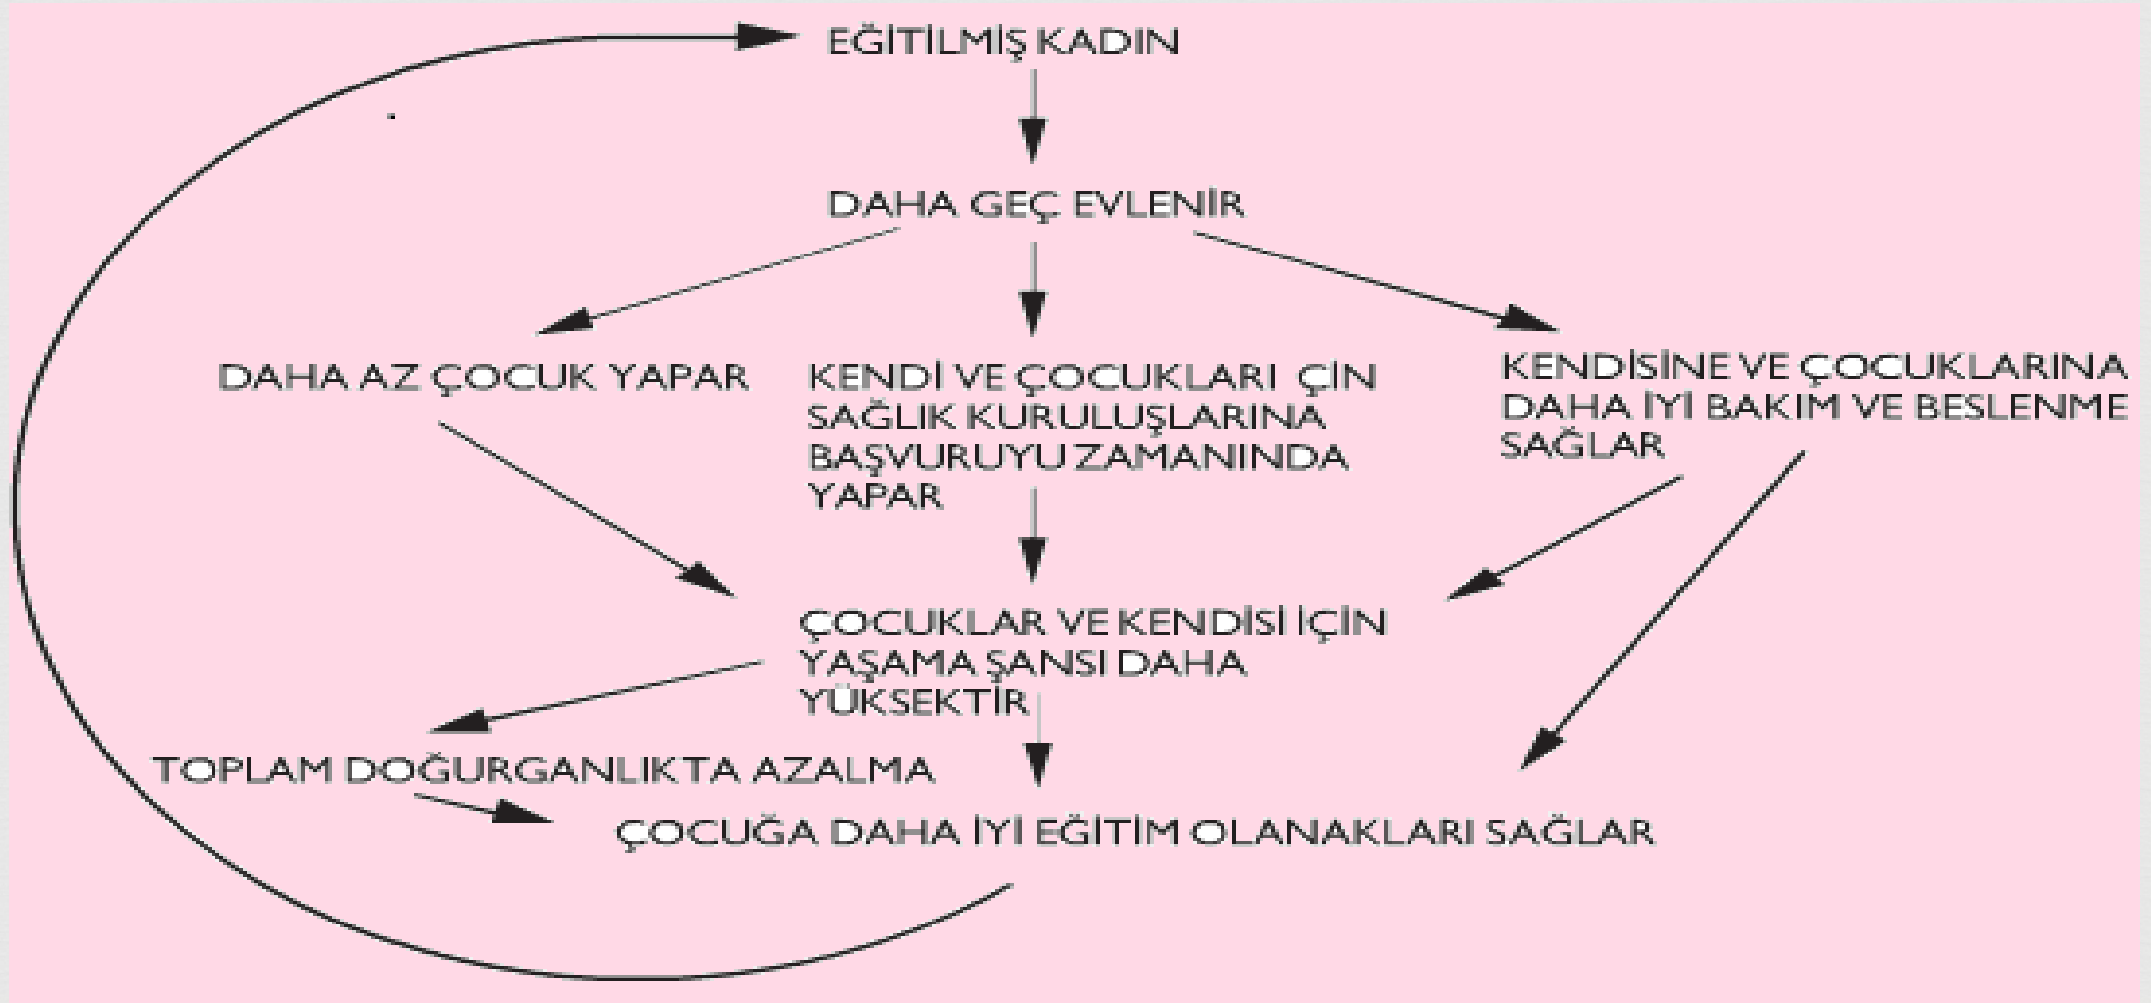 EĞİTİLMİŞ KADIN
DAHA GEÇ EVLENİR
DAHA AZ ÇOCUK YAPAR
KENDİ VE ÇOCUKLARI ÇİN
SAĞLIK KURULUŞLARINA
BAŞVURUYU ZAMANINDA
YAPAR
KENDİSİNE VE ÇOCUKLARINA
DAHA İYİ BAKIM VE BESLENME
SAĞLAR
ÇOCUKLAR VE KENDİSİ İÇİN
YAŞAMA ŞANSI DAHA
YÜKSEKTİR
TOPLAM DOĞURGANLIKTA AZALMA
ÇOCUĞA DAHA İYİ EĞİTİM OLANAKLARI SAĞLAR